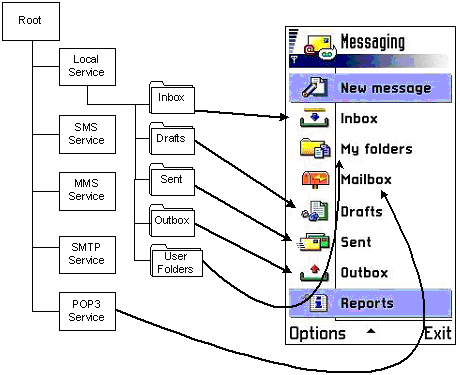 Root
Local
Service
SMS
Service
MMS
Service
SMTP
Service
POP3
Service
Inbox
Drafts
Sent
Outbox
User
Folders
Messaging
New message
Inbox
My folders
Mailbox
Drafts
Sent
Outbox
Reports
Options
Exit